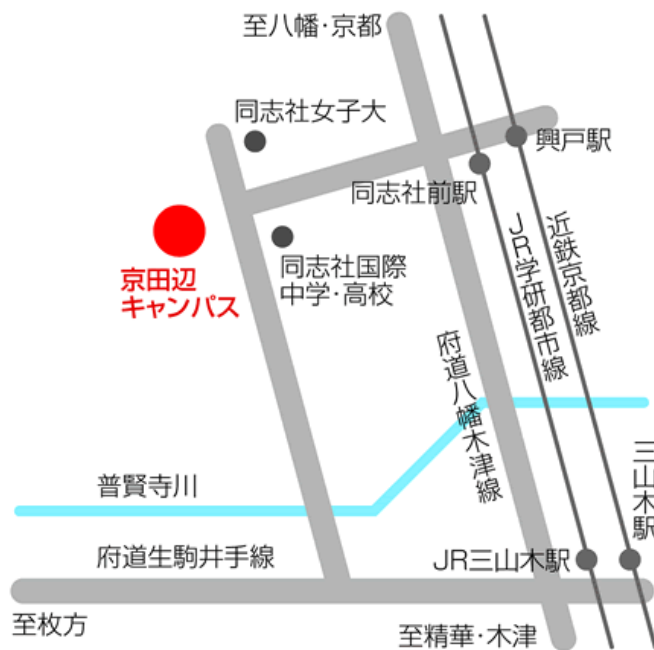 至八幡・京都
同志社女子大
興戸駅
同志社前駅
京田辺
キャンパス
同志社国際
中学・高校
近鉄京都線
JR学研都市線
府道八幡木津線
三山木駅
普賢寺川
府道生駒井手線
JR三山木駅
至枚方
至精華・木津